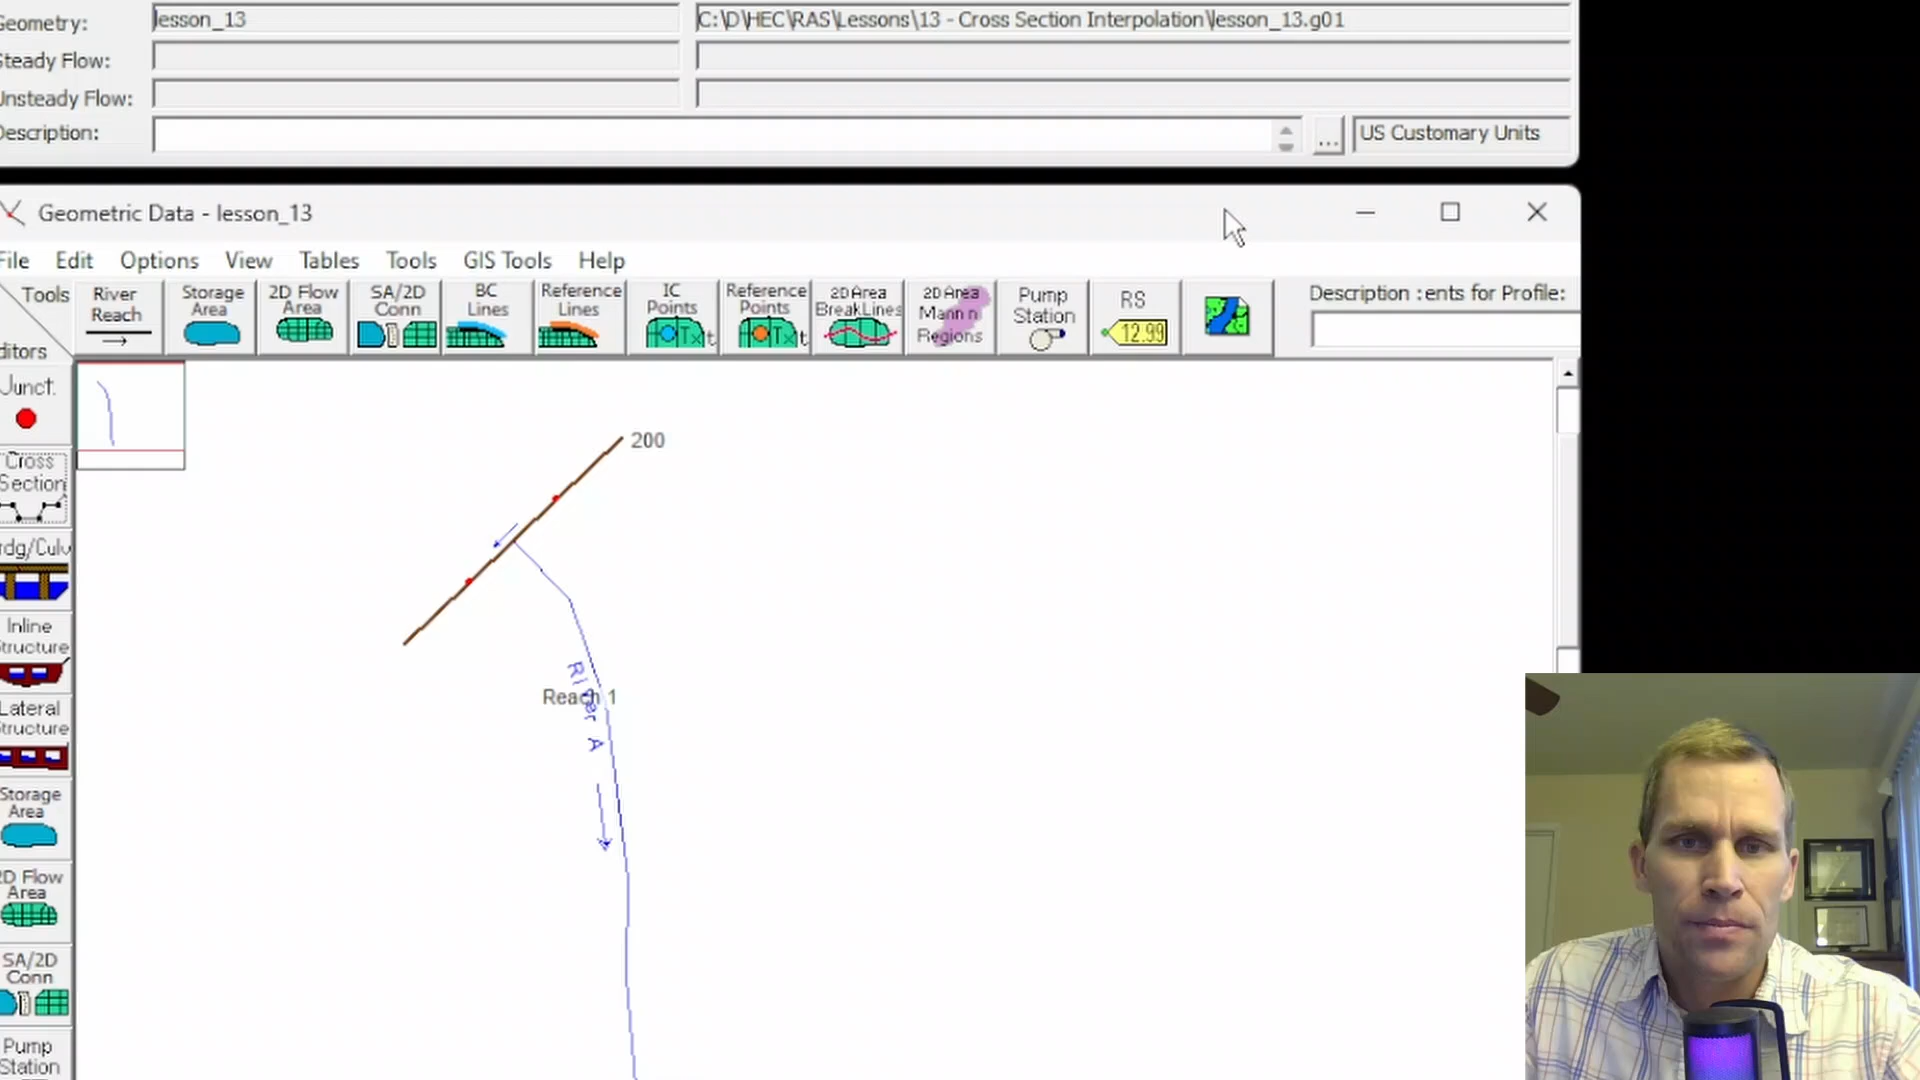 Geometry: lesson_13 C:\D\HEC\RAS\Lessons\13 - Cross Section Interpolation\lesson_13.g01
Steady Flow:
Unsteady Flow:
Description: ... US Customary Units
Geometric Data - lesson_13
File Edit Options View Tables Tools GIS Tools Help
Tools
River Reach
Storage Area
2D Flow Area
SA/2D Conn
BC Lines
Reference Lines
IC Points
Reference Points
2D Area BreakLines
2D Area Mann n Regions
Pump Station
RS
12.99
Description :ents for Profile:
ditors
Junct.
Cross Section
rdg/Culv
Inline Structure
Lateral Structure
Storage Area
2D Flow Area
SA/2D Conn
Pump Station
200
River A
Reach 1